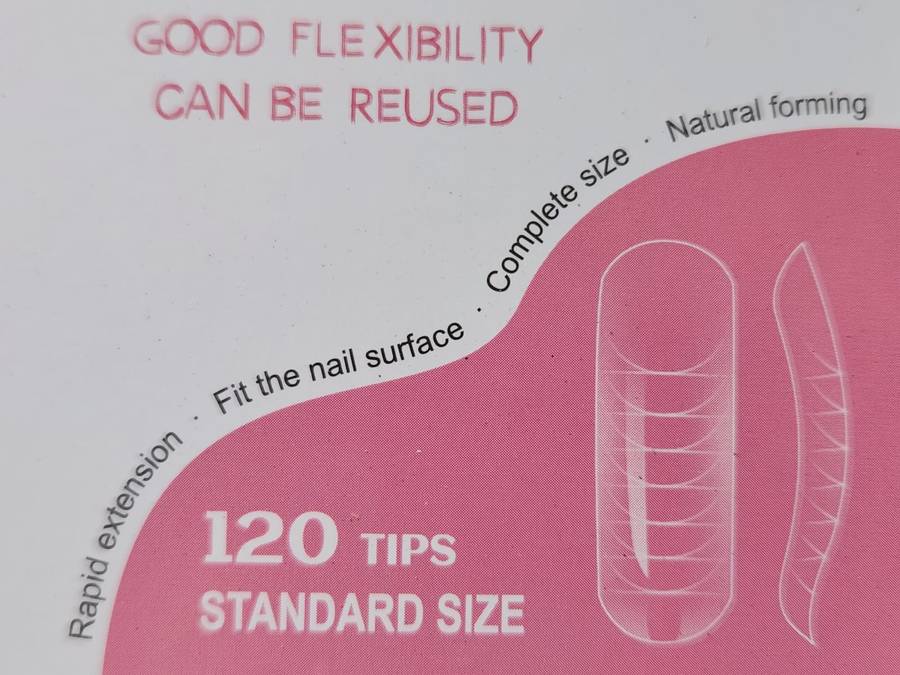 GOOD FLEXIBILITY
CAN BE REUSED
Rapid extension · Fit the nail surface · Complete size · Natural forming
120 TIPS
STANDARD SIZE